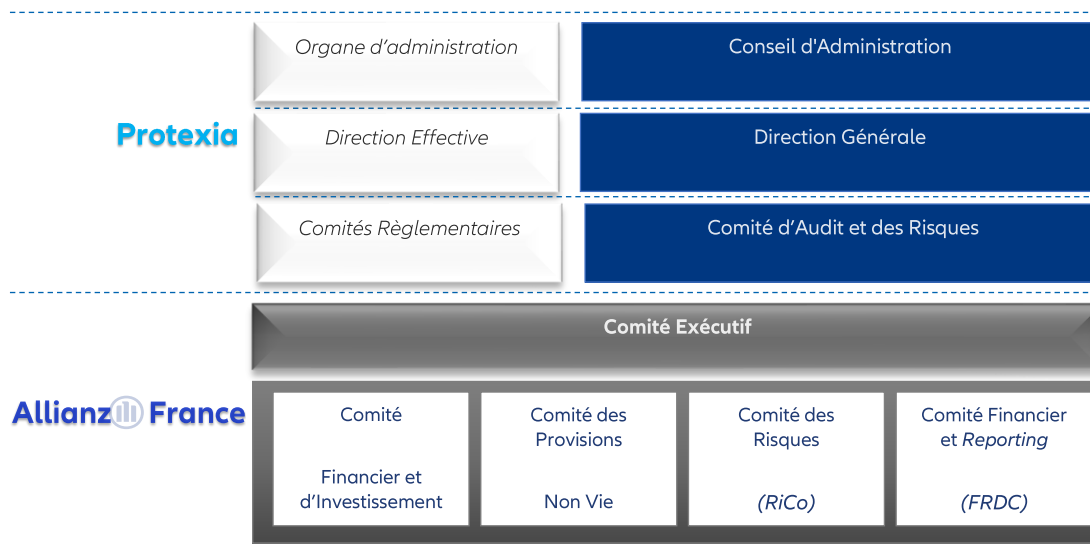 Organe d’administration
Conseil d'Administration
Protexia
Direction Effective
Direction Générale
Comités Règlementaires
Comité d’Audit et des Risques
Comité Exécutif
Allianz France
Comité
Financier et
d’Investissement
Comité des
Provisions
Non Vie
Comité des
Risques
(RiCo)
Comité Financier
et Reporting
(FRDC)